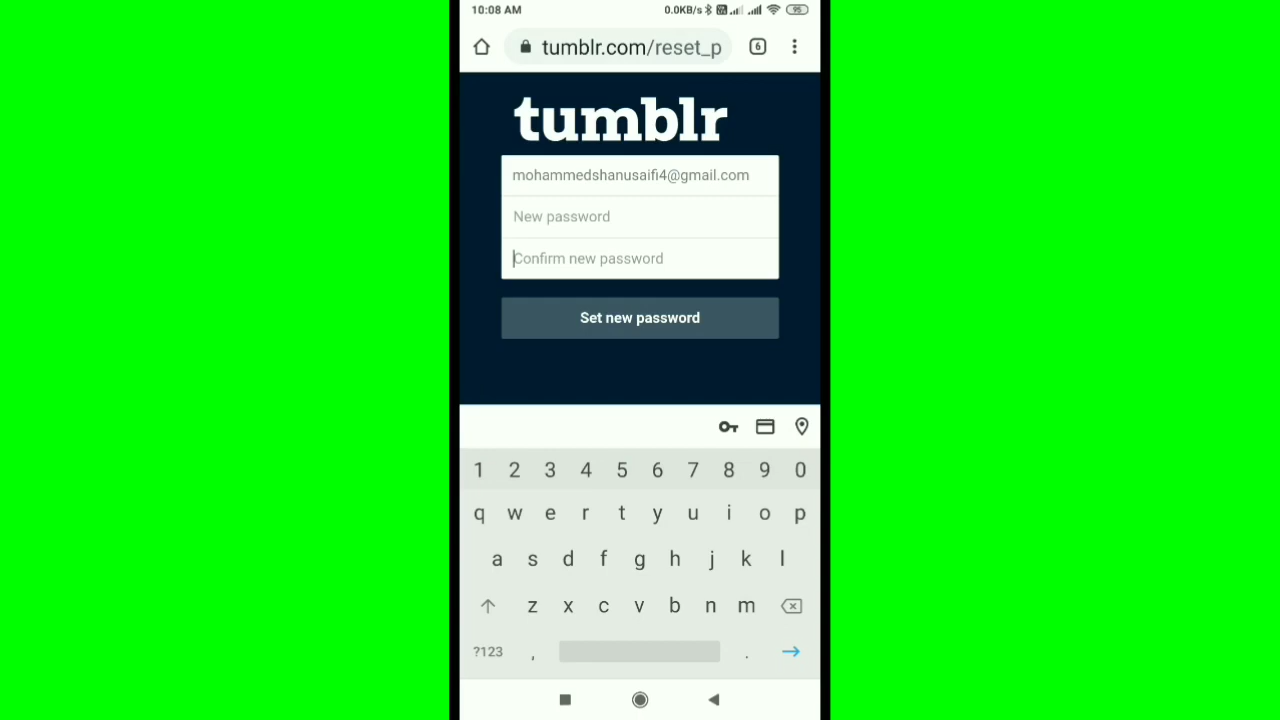 10:08 AM 0.0KB/s 95
tumblr.com/reset_p 6
tumblr
mohammedshanusaifi4@gmail.com
New password
Confirm new password
Set new password
1 2 3 4 5 6 7 8 9 0
q w e r t y u i o p
a s d f g h j k l
z x c v b n m
?123 , .